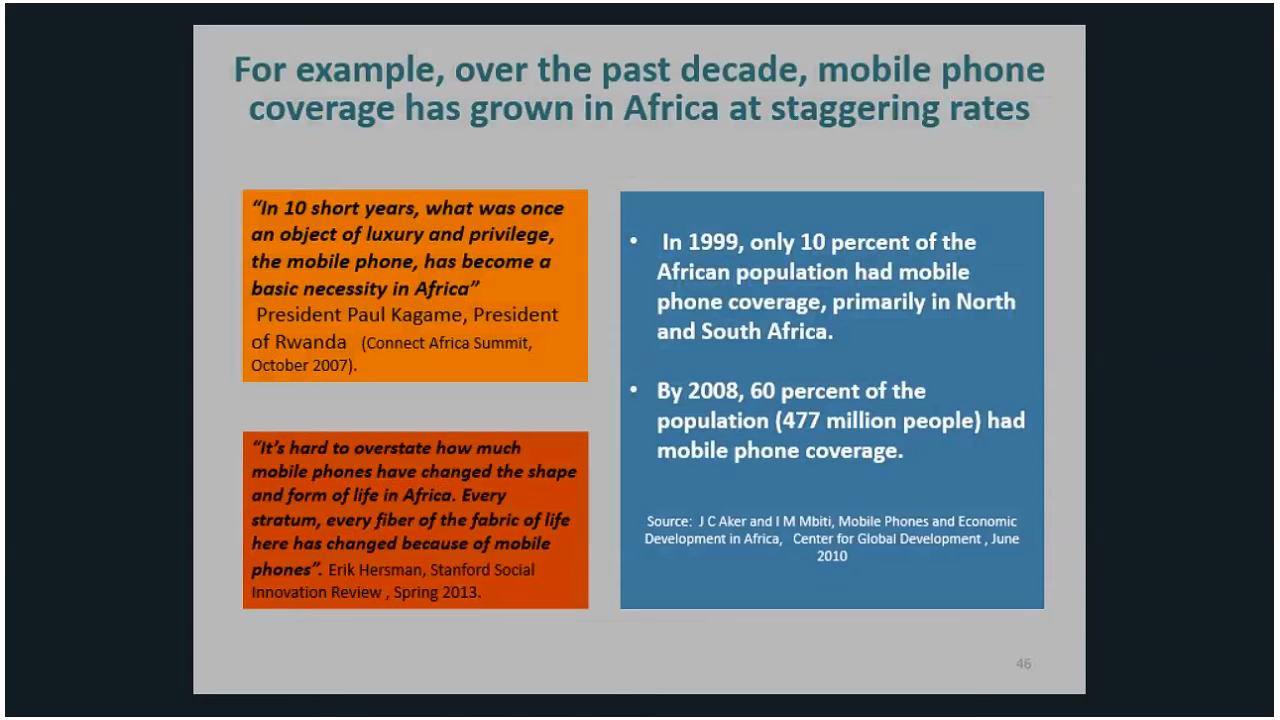 For example, over the past decade, mobile phone
coverage has grown in Africa at staggering rates
“In 10 short years, what was once
an object of luxury and privilege,
the mobile phone, has become a
basic necessity in Africa”
President Paul Kagame, President
of Rwanda (Connect Africa Summit,
October 2007).
“It’s hard to overstate how much
mobile phones have changed the shape
and form of life in Africa. Every
stratum, every fiber of the fabric of life
here has changed because of mobile
phones”. Erik Hersman, Stanford Social
Innovation Review , Spring 2013.
• In 1999, only 10 percent of the
African population had mobile
phone coverage, primarily in North
and South Africa.
• By 2008, 60 percent of the
population (477 million people) had
mobile phone coverage.
Source: J C Aker and I M Mbiti, Mobile Phones and Economic
Development in Africa, Center for Global Development , June
2010
46